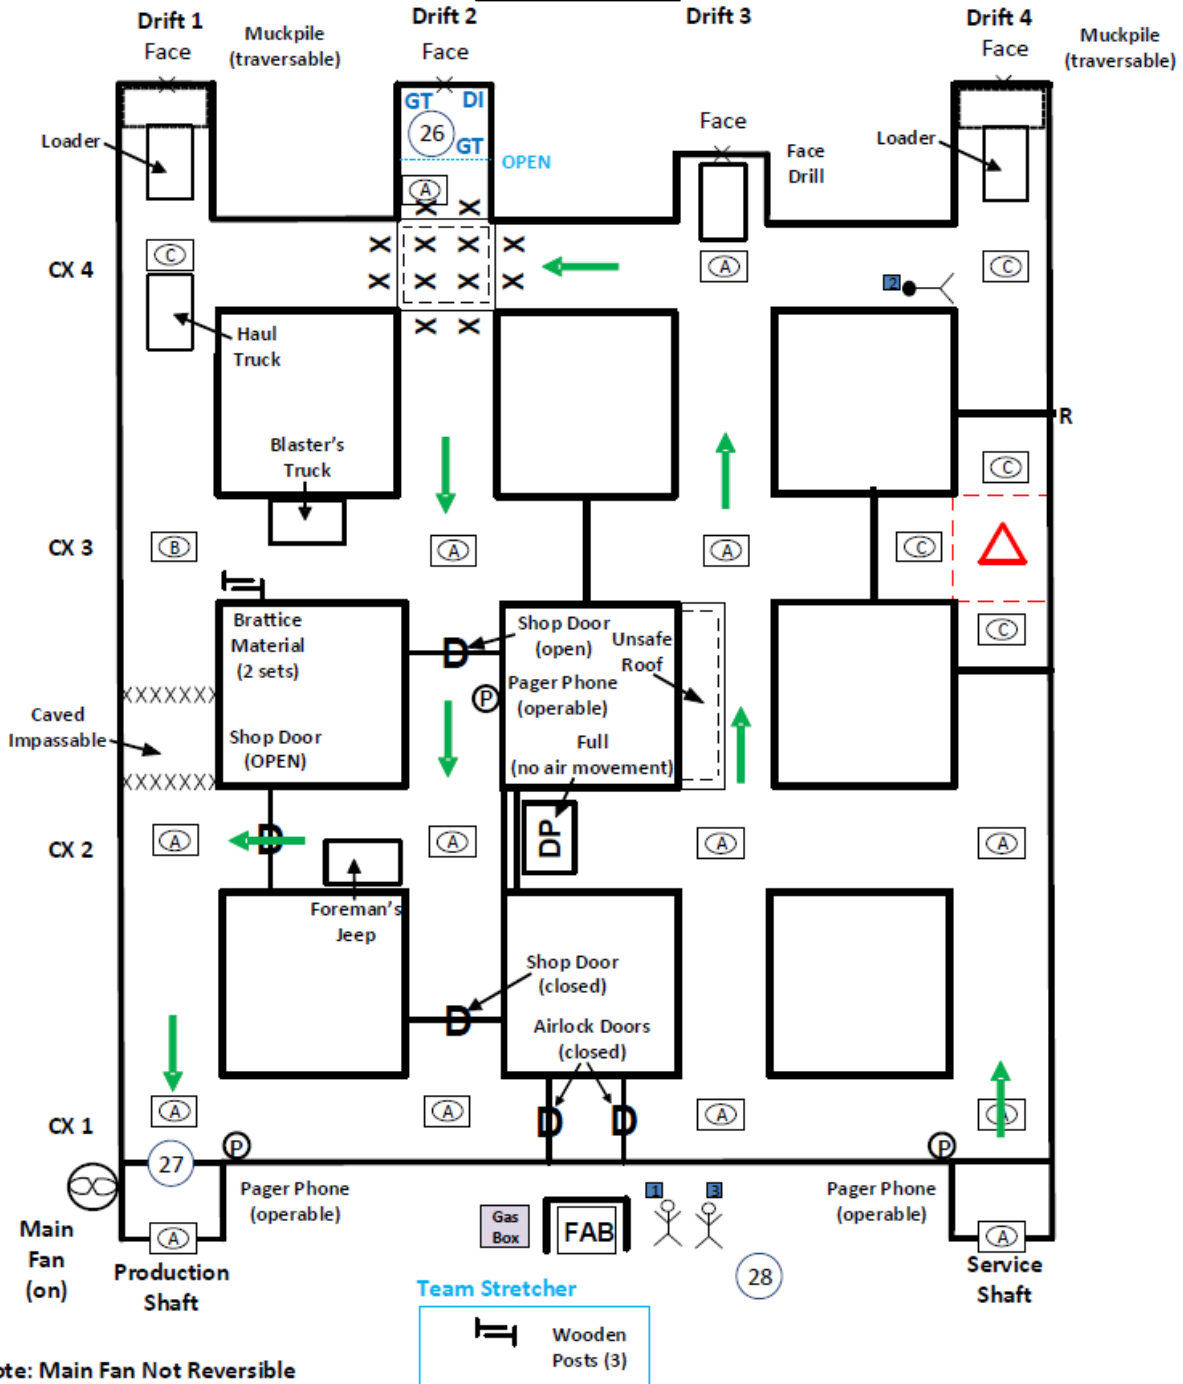 Drift 1
Drift 2
Drift 3
Drift 4
Face
Muckpile
(traversable)
Face
Face
Muckpile
(traversable)
GT
DI
26
GT
OPEN
Face
Face
Drill
Loader
Loader
A
X X
CX 4
C
X X X X
X X X X
X X
A
2
C
Haul
Truck
R
Blaster's
Truck
C
CX 3
B
A
A
C
C
Brattice
Material
(2 sets)
D
Shop Door
(open)
Unsafe
Roof
P
Pager Phone
(operable)
XXXXXXX
Caved
Impassable
XXXXXXX
Shop Door
(OPEN)
Full
(no air movement)
CX 2
A
D
A
DP
A
A
Foreman's
Jeep
Shop Door
(closed)
D
Airlock Doors
(closed)
CX 1
A
A
D
D
A
A
P
P
27
Pager Phone
(operable)
Pager Phone
(operable)
Main
Fan
(on)
A
Production
Shaft
Gas
Box
FAB
1
3
28
A
Service
Shaft
Team Stretcher
Wooden
Posts (3)
ote: Main Fan Not Reversible